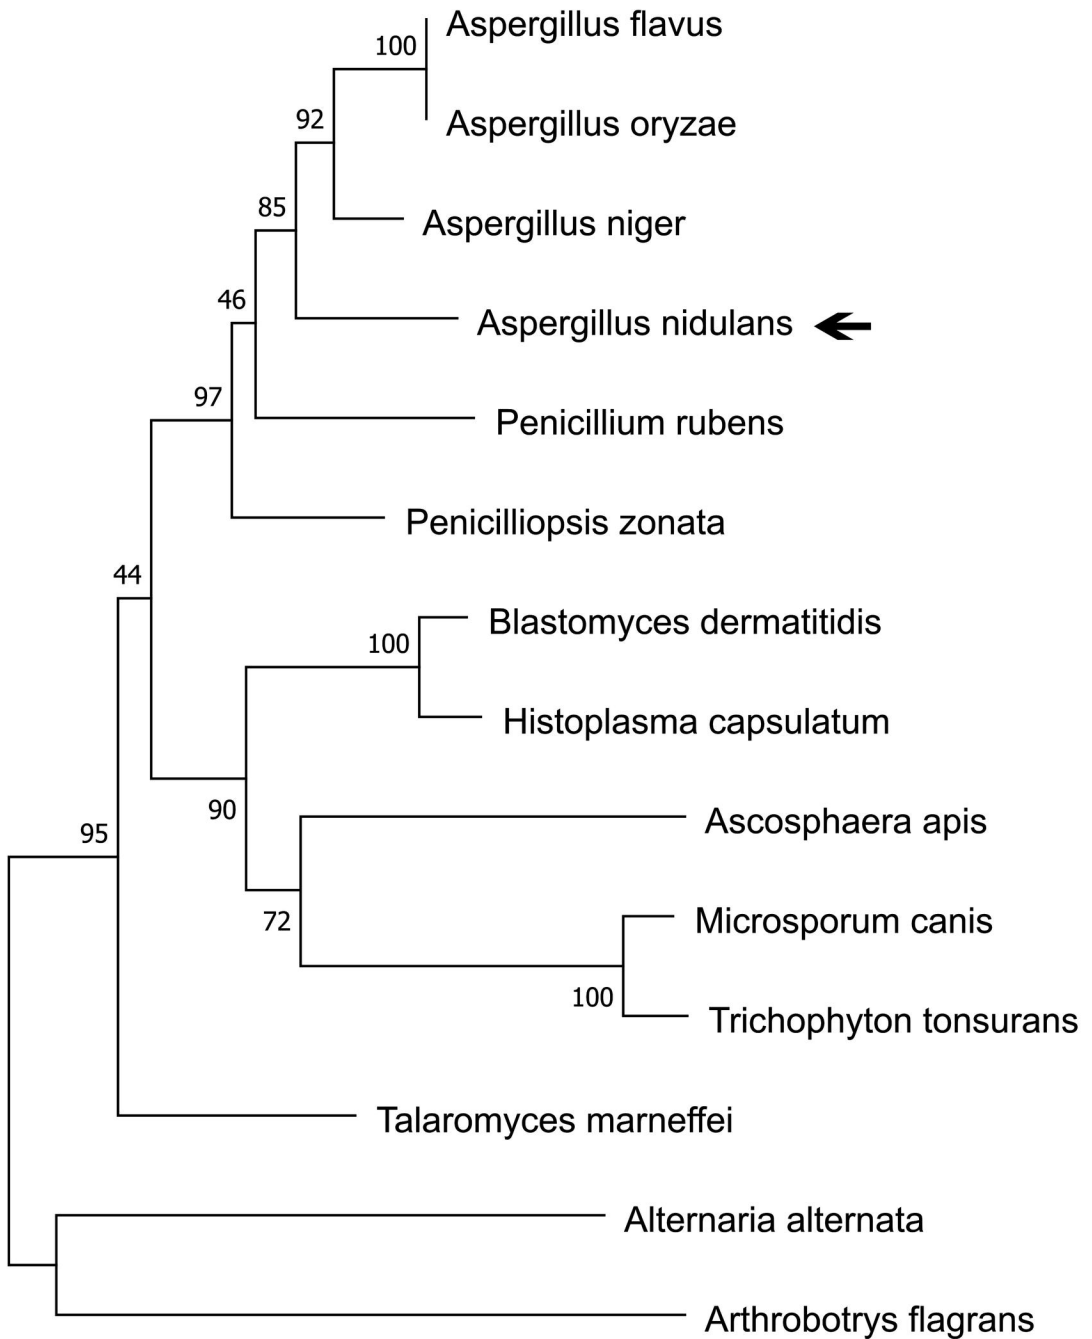 Aspergillus flavus
100
Aspergillus oryzae
92
85
Aspergillus niger
46
Aspergillus nidulans
97
Penicillium rubens
Penicilliopsis zonata
44
Blastomyces dermatitidis
100
Histoplasma capsulatum
90
Ascosphaera apis
95
72
Microsporum canis
100
Trichophyton tonsurans
Talaromyces marneffei
Alternaria alternata
Arthrobotrys flagrans